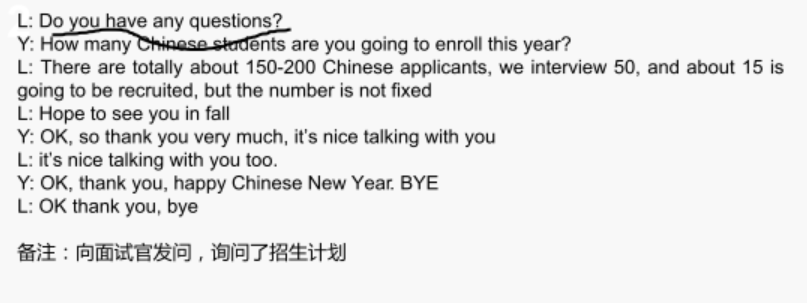 L: Do you have any questions?
Y: How many Chinese students are you going to enroll this year?
L: There are totally about 150-200 Chinese applicants, we interview 50, and about 15 is
going to be recruited, but the number is not fixed
L: Hope to see you in fall
Y: OK, so thank you very much, it's nice talking with you
L: it's nice talking with you too.
Y: OK, thank you, happy Chinese New Year. BYE
L: OK thank you, bye
备注：向面试官发问，询问了招生计划